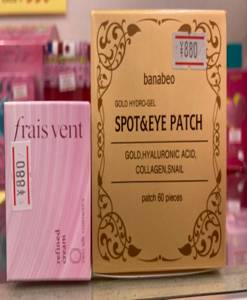 frais vent
¥880
refined
cream
¥880
banabeo
GOLD HYDRO-GEL
SPOT&EYE PATCH
GOLD,HYALURONIC ACID,
COLLAGEN,SNAIL
patch 60 pieces